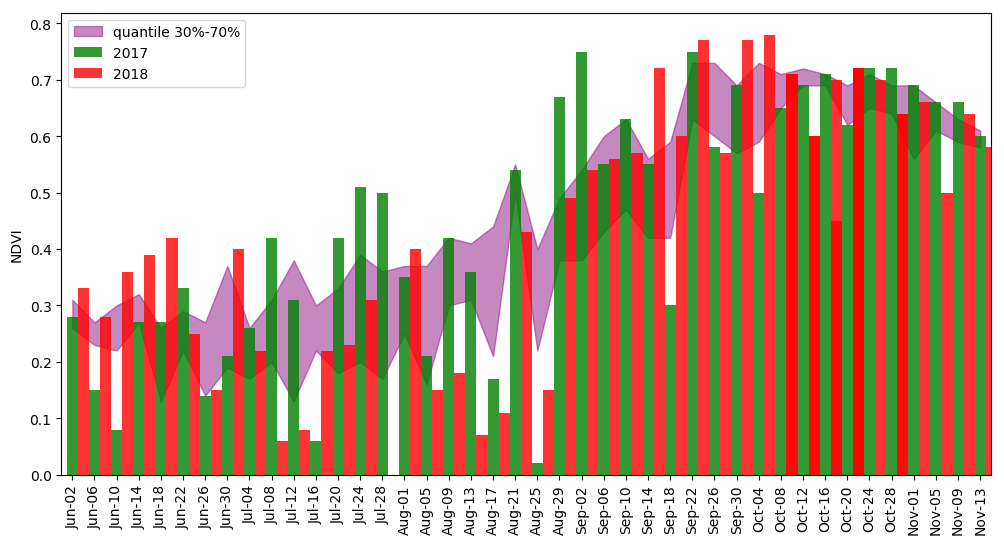 quantile 30%-70%
2017
2018
NDVI
0.8
0.7
0.6
0.5
0.4
0.3
0.2
0.1
0.0
Jun-02
Jun-06
Jun-10
Jun-14
Jun-18
Jun-22
Jun-26
Jun-30
Jul-04
Jul-08
Jul-12
Jul-16
Jul-20
Jul-24
Jul-28
Aug-01
Aug-05
Aug-09
Aug-13
Aug-17
Aug-21
Aug-25
Aug-29
Sep-02
Sep-06
Sep-10
Sep-14
Sep-18
Sep-22
Sep-26
Sep-30
Oct-04
Oct-08
Oct-12
Oct-16
Oct-20
Oct-24
Oct-28
Nov-01
Nov-05
Nov-09
Nov-13